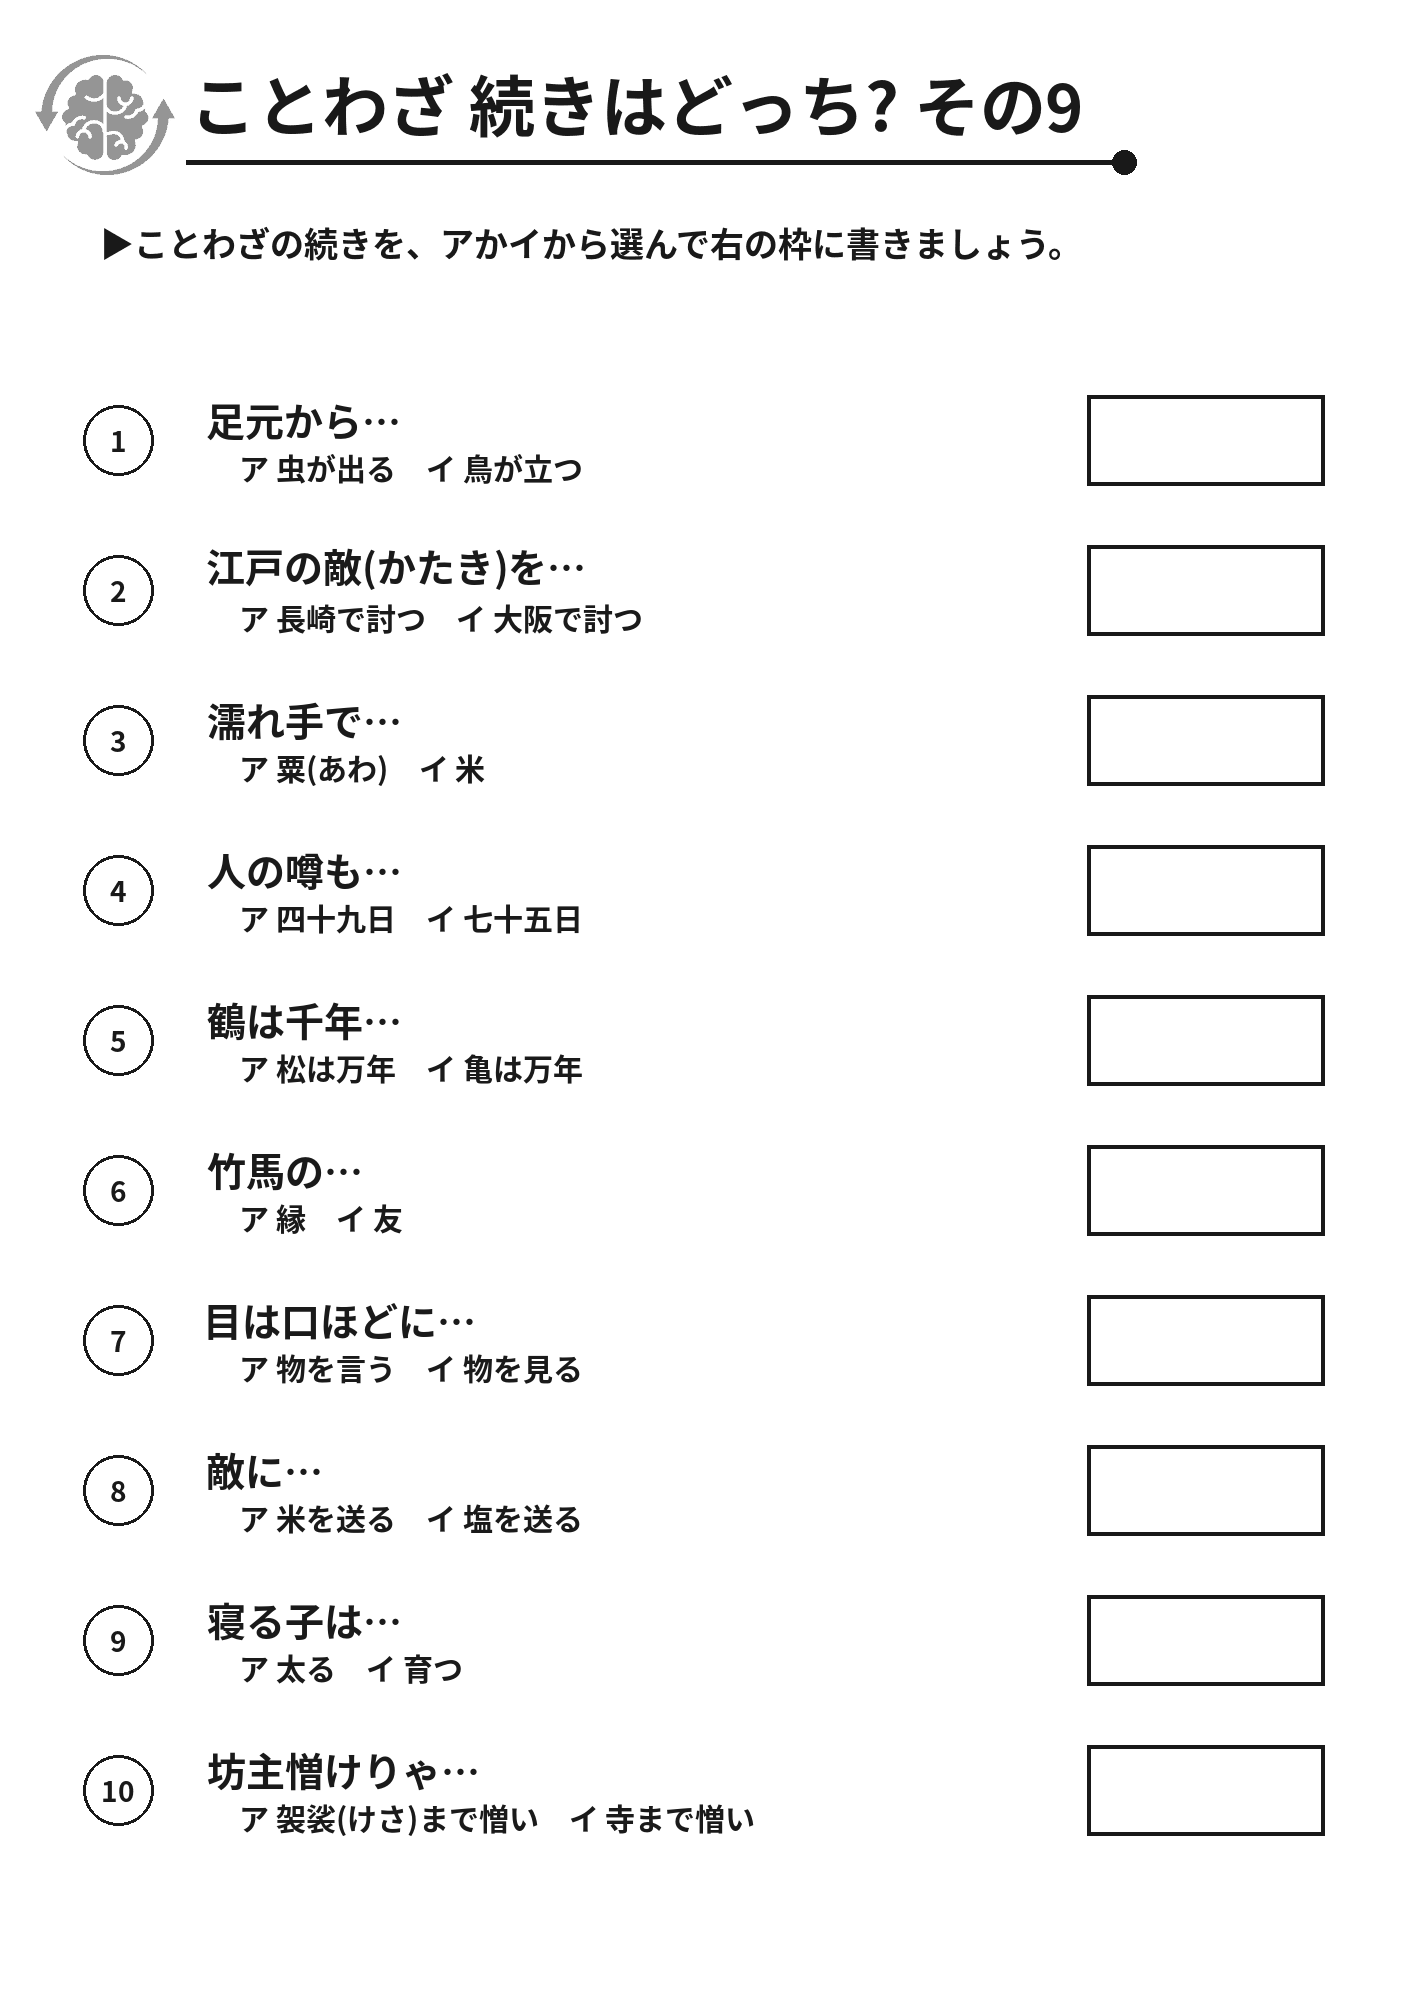 ことわざ 続きはどっち? その9
▶ことわざの続きを、アかイから選んで右の枠に書きましょう。
1 足元から…
ア 虫が出る　イ 鳥が立つ
2 江戸の敵(かたき)を…
ア 長崎で討つ　イ 大阪で討つ
3 濡れ手で…
ア 粟(あわ)　イ 米
4 人の噂も…
ア 四十九日　イ 七十五日
5 鶴は千年…
ア 松は万年　イ 亀は万年
6 竹馬の…
ア 縁　イ 友
7 目は口ほどに…
ア 物を言う　イ 物を見る
8 敵に…
ア 米を送る　イ 塩を送る
9 寝る子は…
ア 太る　イ 育つ
10 坊主憎けりゃ…
ア 袈裟(けさ)まで憎い　イ 寺まで憎い